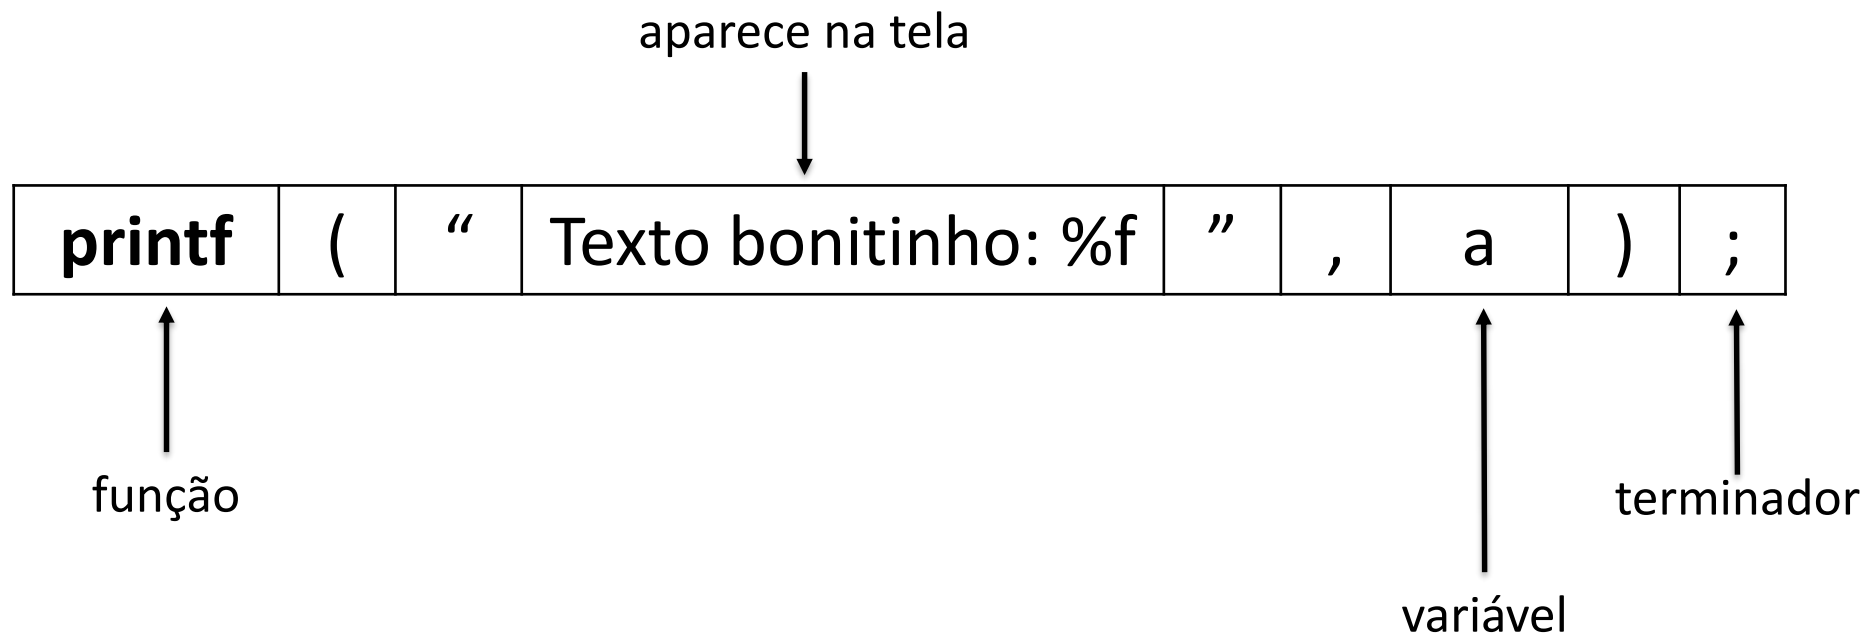 aparece na tela
printf ( “ Texto bonitinho: %f ” , a ) ;
função
terminador
variável